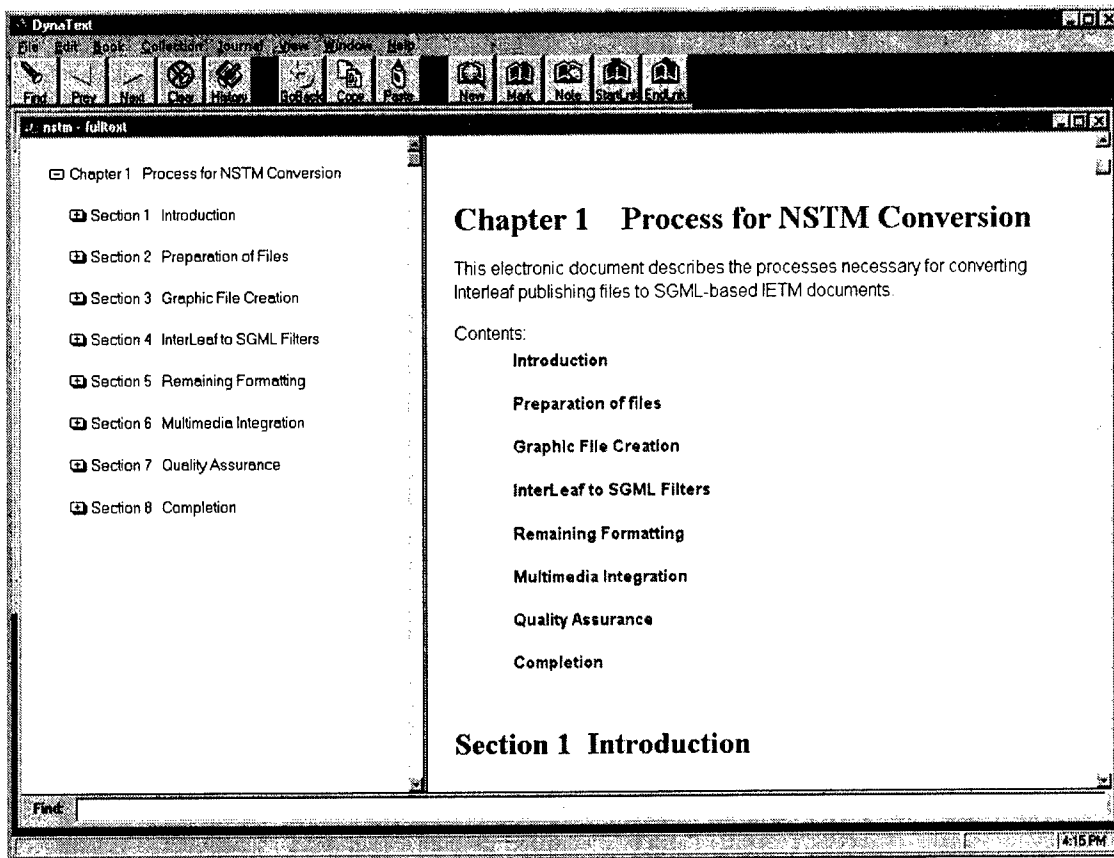 DynaText
File Edit Book Collection Journal View Window Help
Find Prev Next Clear History GoBack Copy Paste New Mark Note StartLnk EndLnk
nstm - fulltext
Chapter 1 Process for NSTM Conversion
Section 1 Introduction
Section 2 Preparation of Files
Section 3 Graphic File Creation
Section 4 InterLeaf to SGML Filters
Section 5 Remaining Formatting
Section 6 Multimedia Integration
Section 7 Quality Assurance
Section 8 Completion
Chapter 1 Process for NSTM Conversion
This electronic document describes the processes necessary for converting
Interleaf publishing files to SGML-based IETM documents.
Contents:
Introduction
Preparation of files
Graphic File Creation
InterLeaf to SGML Filters
Remaining Formatting
Multimedia Integration
Quality Assurance
Completion
Section 1 Introduction
Find:
4:15 PM